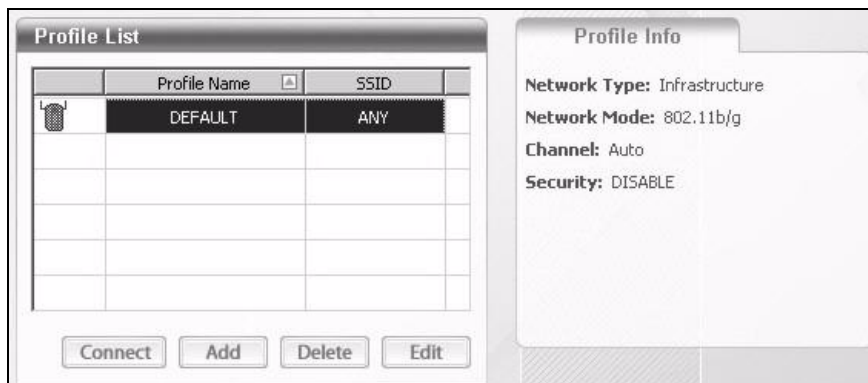 Profile List
Profile Name SSID
DEFAULT ANY
Connect Add Delete Edit
Profile Info
Network Type: Infrastructure
Network Mode: 802.11b/g
Channel: Auto
Security: DISABLE